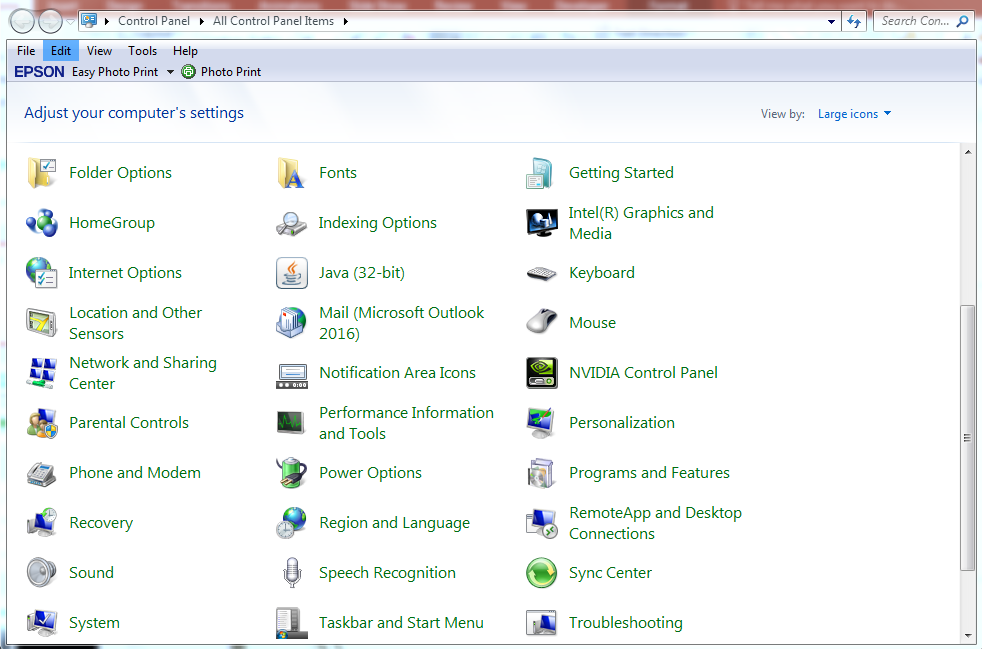 Control Panel All Control Panel Items Search Con...
File Edit View Tools Help
EPSON Easy Photo Print Photo Print
Adjust your computer's settings
View by: Large icons
Folder Options Fonts Getting Started
HomeGroup Indexing Options Intel(R) Graphics and
Media
Internet Options Java (32-bit) Keyboard
Location and Other
Sensors
Mail (Microsoft Outlook
2016)
Mouse
Network and Sharing
Center
Notification Area Icons NVIDIA Control Panel
Parental Controls
Performance Information
and Tools
Personalization
Phone and Modem Power Options Programs and Features
Recovery Region and Language
RemoteApp and Desktop
Connections
Sound Speech Recognition Sync Center
System Taskbar and Start Menu Troubleshooting